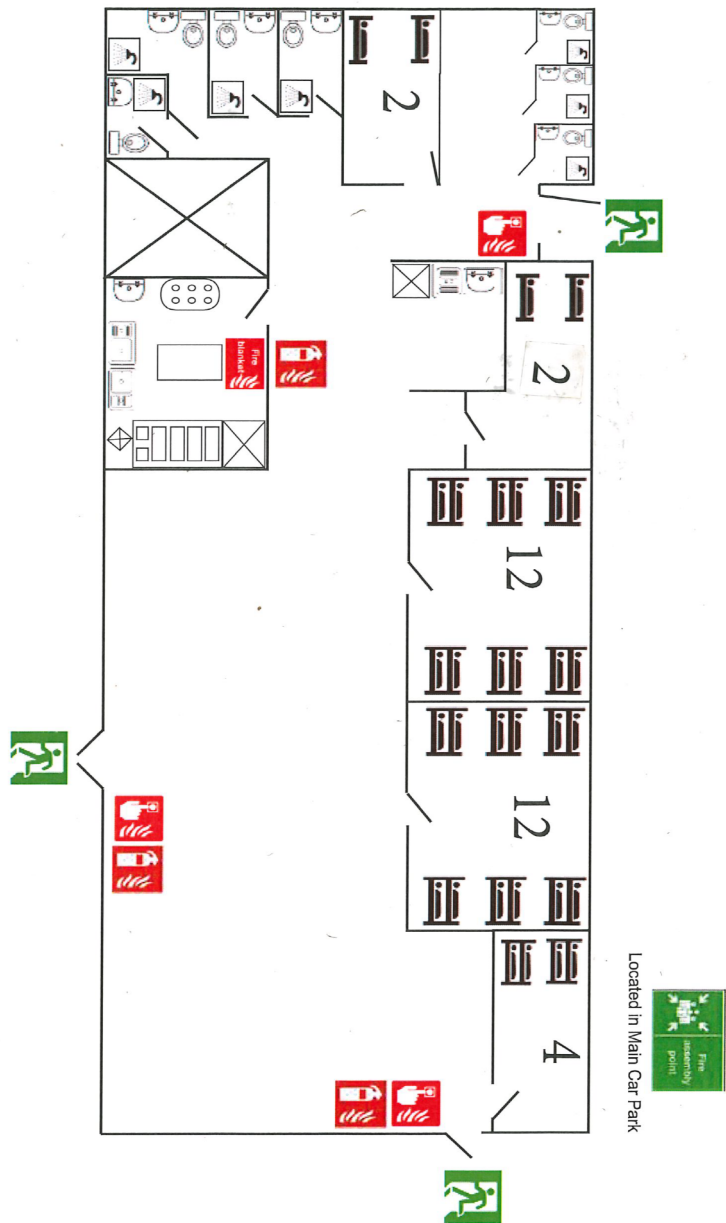 Fire
assembly
point
Located in Main Car Park
2
2
12
12
4
Fire
blanket